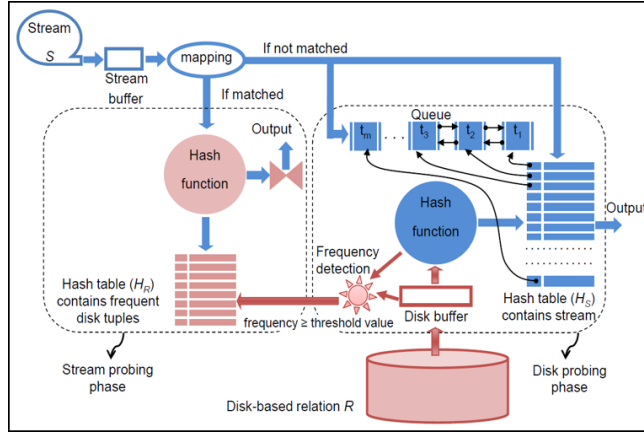 Stream
S
Stream
buffer
mapping
If not matched
If matched
Queue
Output
tm
. . .
t3
t2
t1
Hash
function
Hash
function
Output
Frequency
detection
Hash table (HR)
contains frequent
disk tuples
frequency ≥ threshold value
Disk buffer
Hash table (HS)
contains stream
Stream probing
phase
Disk probing
phase
Disk-based relation R